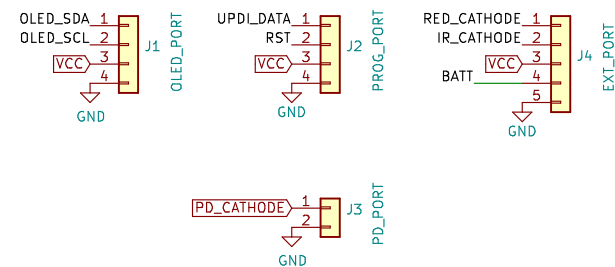 OLED_SDA 1
OLED_SCL 2
VCC 3
4
GND
J1
OLED_PORT
UPDI_DATA 1
RST 2
VCC 3
4
GND
J2
PROG_PORT
RED_CATHODE 1
IR_CATHODE 2
VCC 3
BATT 4
5
GND
J4
EXT_PORT
PD_CATHODE 1
2
GND
J3
PD_PORT